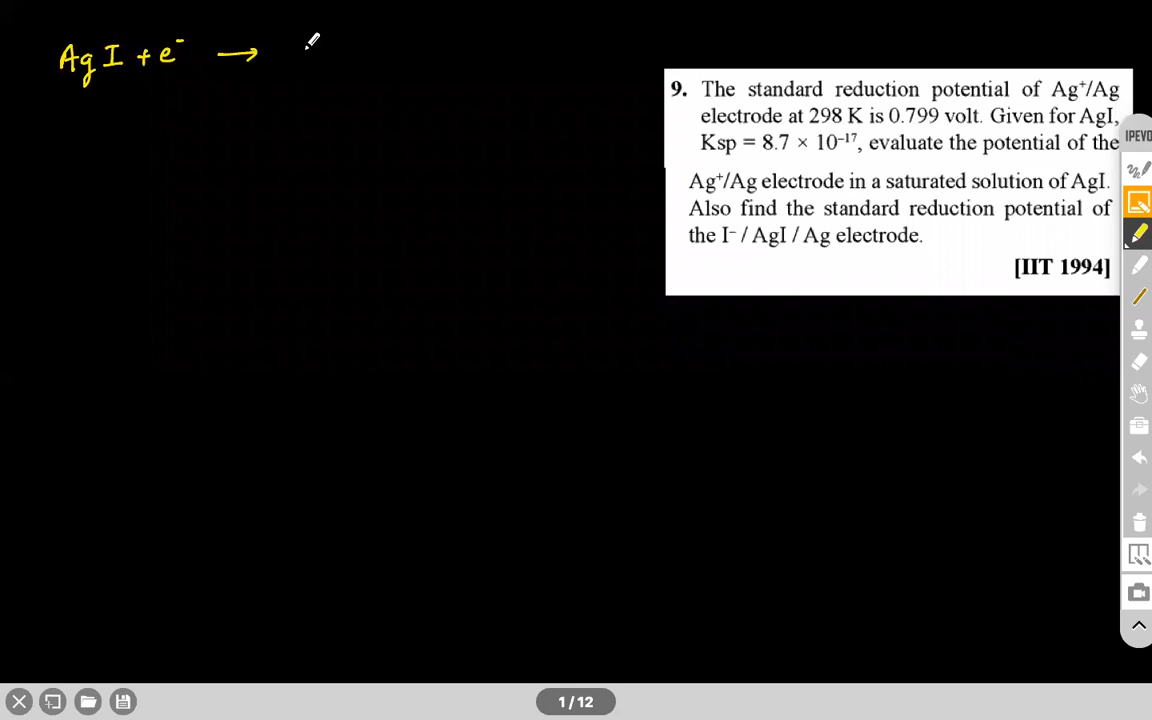 AgI + e⁻ →
9. The standard reduction potential of Ag⁺/Ag
electrode at 298 K is 0.799 volt. Given for AgI,
Ksp = 8.7 × 10⁻¹⁷, evaluate the potential of the
Ag⁺/Ag electrode in a saturated solution of AgI.
Also find the standard reduction potential of
the I⁻ / AgI / Ag electrode.
[IIT 1994]
IPEVO
1/12